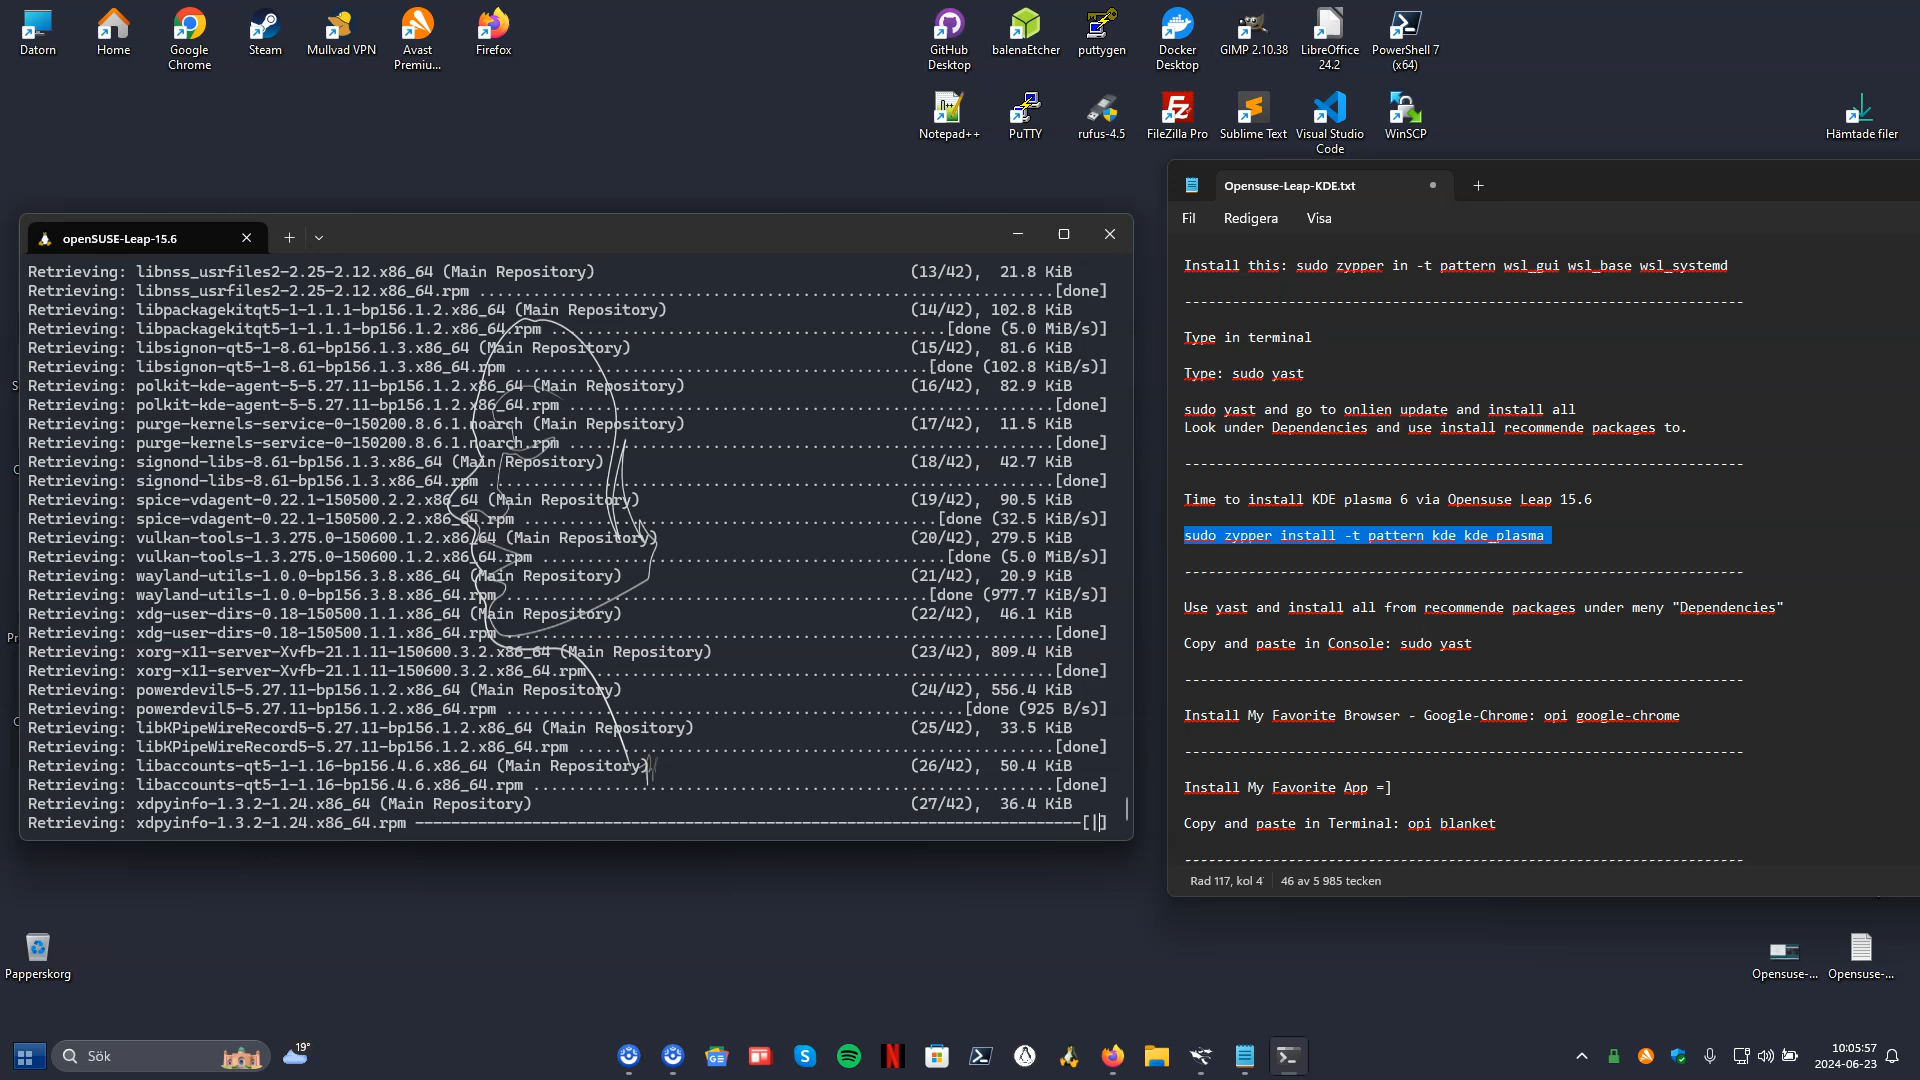 Datorn
Home
Google
Chrome
Steam
Mullvad VPN
Avast
Premiu...
Firefox
GitHub
Desktop
balenaEtcher
puttygen
Docker
Desktop
GIMP 2.10.38
LibreOffice
24.2
PowerShell 7
(x64)
Notepad++
PuTTY
rufus-4.5
FileZilla Pro
Sublime Text
Visual Studio
Code
WinSCP
Hämtade filer
openSUSE-Leap-15.6
Retrieving: libnss_usrfiles2-2.25-2.12.x86_64 (Main Repository) (13/42), 21.8 KiB
Retrieving: libnss_usrfiles2-2.25-2.12.x86_64.rpm ................................................................[done]
Retrieving: libpackagekitqt5-1-1.1.1-bp156.1.2.x86_64 (Main Repository) (14/42), 102.8 KiB
Retrieving: libpackagekitqt5-1-1.1.1-bp156.1.2.x86_64.rpm ............................................[done (5.0 MiB/s)]
Retrieving: libsignon-qt5-1-8.61-bp156.1.3.x86_64 (Main Repository) (15/42), 81.6 KiB
Retrieving: libsignon-qt5-1-8.61-bp156.1.3.x86_64.rpm ..............................................[done (102.8 KiB/s)]
Retrieving: polkit-kde-agent-5-5.27.11-bp156.1.2.x86_64 (Main Repository) (16/42), 82.9 KiB
Retrieving: polkit-kde-agent-5-5.27.11-bp156.1.2.x86_64.rpm ......................................................[done]
Retrieving: purge-kernels-service-0-150200.8.6.1.noarch (Main Repository) (17/42), 11.5 KiB
Retrieving: purge-kernels-service-0-150200.8.6.1.noarch.rpm ......................................................[done]
Retrieving: signond-libs-8.61-bp156.1.3.x86_64 (Main Repository) (18/42), 42.7 KiB
Retrieving: signond-libs-8.61-bp156.1.3.x86_64.rpm ...............................................................[done]
Retrieving: spice-vdagent-0.22.1-150500.2.2.x86_64 (Main Repository) (19/42), 90.5 KiB
Retrieving: spice-vdagent-0.22.1-150500.2.2.x86_64.rpm ..............................................[done (32.5 KiB/s)]
Retrieving: vulkan-tools-1.3.275.0-150600.1.2.x86_64 (Main Repository) (20/42), 279.5 KiB
Retrieving: vulkan-tools-1.3.275.0-150600.1.2.x86_64.rpm .............................................[done (5.0 MiB/s)]
Retrieving: wayland-utils-1.0.0-bp156.3.8.x86_64 (Main Repository) (21/42), 20.9 KiB
Retrieving: wayland-utils-1.0.0-bp156.3.8.x86_64.rpm ...............................................[done (977.7 KiB/s)]
Retrieving: xdg-user-dirs-0.18-150500.1.1.x86_64 (Main Repository) (22/42), 46.1 KiB
Retrieving: xdg-user-dirs-0.18-150500.1.1.x86_64.rpm .............................................................[done]
Retrieving: xorg-x11-server-Xvfb-21.1.11-150600.3.2.x86_64 (Main Repository) (23/42), 809.4 KiB
Retrieving: xorg-x11-server-Xvfb-21.1.11-150600.3.2.x86_64.rpm ...................................................[done]
Retrieving: powerdevil5-5.27.11-bp156.1.2.x86_64 (Main Repository) (24/42), 556.4 KiB
Retrieving: powerdevil5-5.27.11-bp156.1.2.x86_64.rpm ...................................................[done (925 B/s)]
Retrieving: libKPipeWireRecord5-5.27.11-bp156.1.2.x86_64 (Main Repository) (25/42), 33.5 KiB
Retrieving: libKPipeWireRecord5-5.27.11-bp156.1.2.x86_64.rpm .....................................................[done]
Retrieving: libaccounts-qt5-1-1.16-bp156.4.6.x86_64 (Main Repository) (26/42), 50.4 KiB
Retrieving: libaccounts-qt5-1-1.16-bp156.4.6.x86_64.rpm ..........................................................[done]
Retrieving: xdpyinfo-1.3.2-1.24.x86_64 (Main Repository) (27/42), 36.4 KiB
Retrieving: xdpyinfo-1.3.2-1.24.x86_64.rpm --------------------------------------------------------------------------[|]
Opensuse-Leap-KDE.txt
Fil Redigera Visa
Install this: sudo zypper in -t pattern wsl_gui wsl_base wsl_systemd
----------------------------------------------------------------------
Type in terminal
Type: sudo yast
sudo yast and go to onlien update and install all
Look under Dependencies and use install recommende packages to.
----------------------------------------------------------------------
Time to install KDE plasma 6 via Opensuse Leap 15.6
sudo zypper install -t pattern kde kde_plasma
----------------------------------------------------------------------
Use yast and install all from recommende packages under meny "Dependencies"
Copy and paste in Console: sudo yast
----------------------------------------------------------------------
Install My Favorite Browser - Google-Chrome: opi google-chrome
----------------------------------------------------------------------
Install My Favorite App =]
Copy and paste in Terminal: opi blanket
----------------------------------------------------------------------
Rad 117, kol 4 46 av 5 985 tecken
Papperskorg
Opensuse-...
Opensuse-...
Sök
19°
10:05:57
2024-06-23